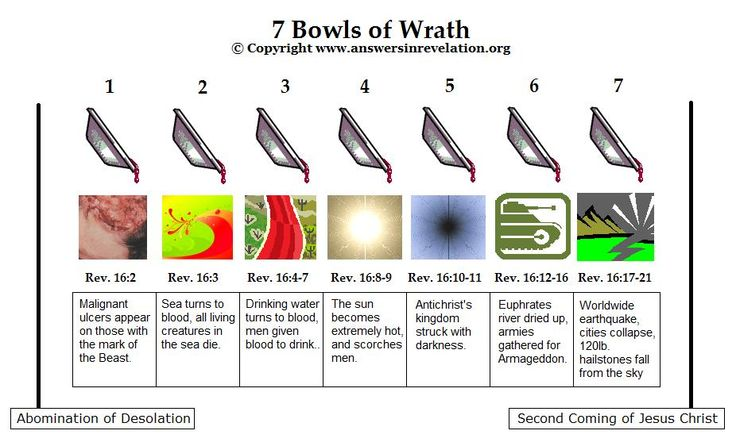 7 Bowls of Wrath
© Copyright www.answersinrevelation.org
1 2 3 4 5 6 7
Rev. 16:2 Rev. 16:3 Rev. 16:4-7 Rev. 16:8-9 Rev. 16:10-11 Rev. 16:12-16 Rev. 16:17-21
Malignant
ulcers appear
on those with
the mark of
the Beast.
Sea turns to
blood, all living
creatures in
the sea die.
Drinking water
turns to blood,
men given
blood to drink..
The sun
becomes
extremely hot,
and scorches
men.
Antichrist's
kingdom
struck with
darkness.
Euphrates
river dried up,
armies
gathered for
Armageddon.
Worldwide
earthquake,
cities collapse,
120lb.
hailstones fall
from the sky
Abomination of Desolation
Second Coming of Jesus Christ